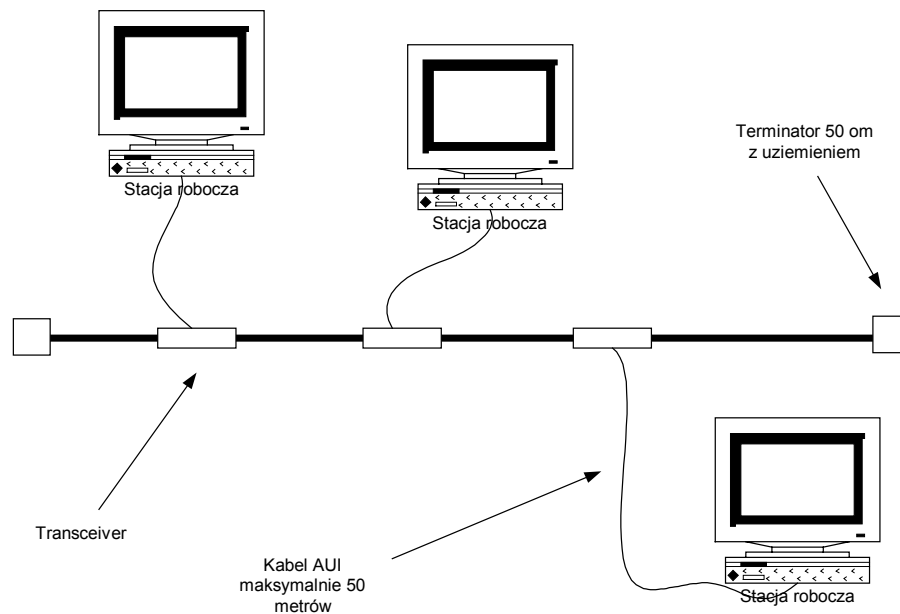 Stacja robocza
Stacja robocza
Terminator 50 om
z uziemieniem
Transceiver
Kabel AUI
maksymalnie 50
metrów
Stacja robocza